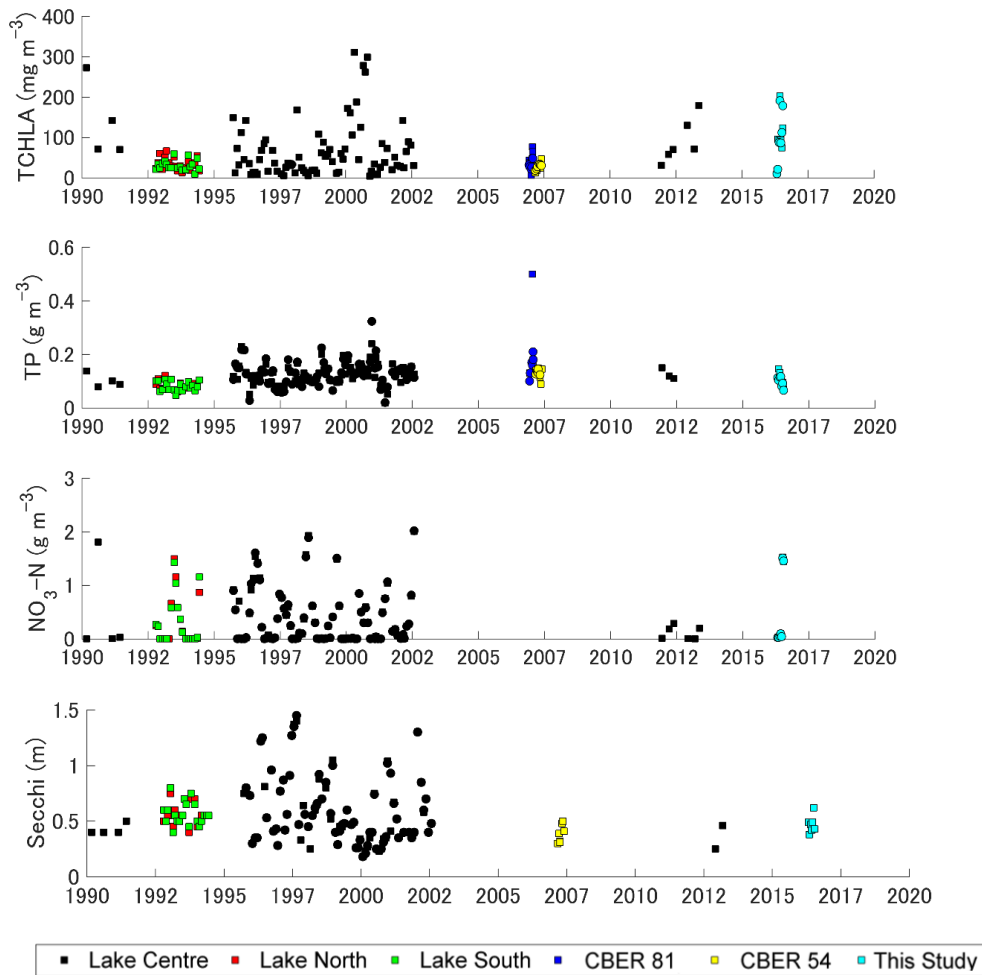 TCHLA (mg m−3)
400
300
200
100
0
1990 1992 1995 1997 2000 2002 2005 2007 2010 2012 2015 2017 2020
TP (g m−3)
0.6
0.4
0.2
0
1990 1992 1995 1997 2000 2002 2005 2007 2010 2012 2015 2017 2020
NO3−N (g m−3)
3
2
1
0
1990 1992 1995 1997 2000 2002 2005 2007 2010 2012 2015 2017 2020
Secchi (m)
1.5
1
0.5
0
1990 1992 1995 1997 2000 2002 2005 2007 2010 2012 2015 2017 2020
Lake Centre Lake North Lake South CBER 81 CBER 54 This Study